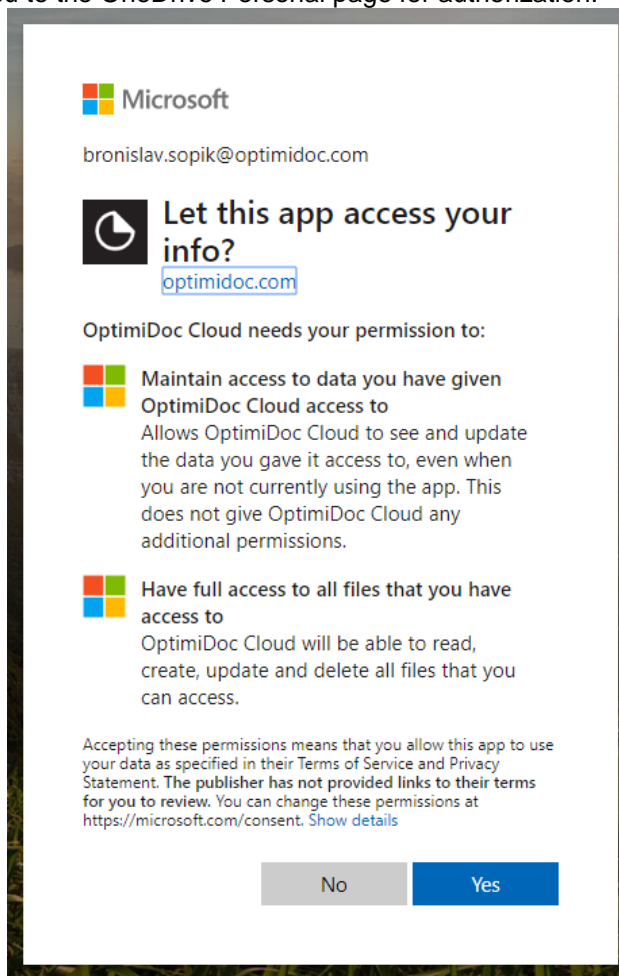 to the OneDrive Personal page for authorization.
Microsoft
bronislav.sopik@optimidoc.com
Let this app access your
info?
optimidoc.com
OptimiDoc Cloud needs your permission to:
Maintain access to data you have given
OptimiDoc Cloud access to
Allows OptimiDoc Cloud to see and update
the data you gave it access to, even when
you are not currently using the app. This
does not give OptimiDoc Cloud any
additional permissions.
Have full access to all files that you have
access to
OptimiDoc Cloud will be able to read,
create, update and delete all files that you
can access.
Accepting these permissions means that you allow this app to use
your data as specified in their Terms of Service and Privacy
Statement. The publisher has not provided links to their terms
for you to review. You can change these permissions at
https://microsoft.com/consent. Show details
No
Yes